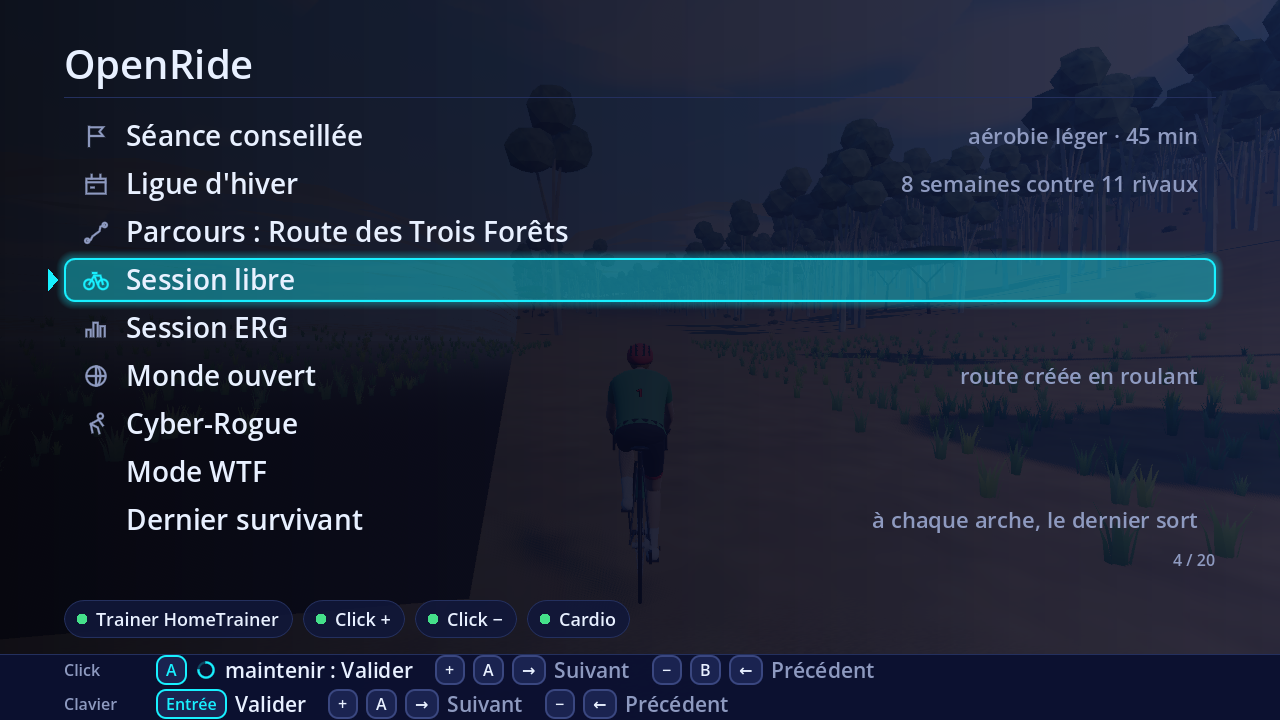 OpenRide
Séance conseillée aérobie léger · 45 min
Ligue d'hiver 8 semaines contre 11 rivaux
Parcours : Route des Trois Forêts
Session libre
Session ERG
Monde ouvert route créée en roulant
Cyber-Rogue
Mode WTF
Dernier survivant à chaque arche, le dernier sort
4 / 20
Trainer HomeTrainer Click + Click − Cardio
Click A maintenir : Valider + A → Suivant − B ← Précédent
Clavier Entrée Valider + A → Suivant − ← Précédent